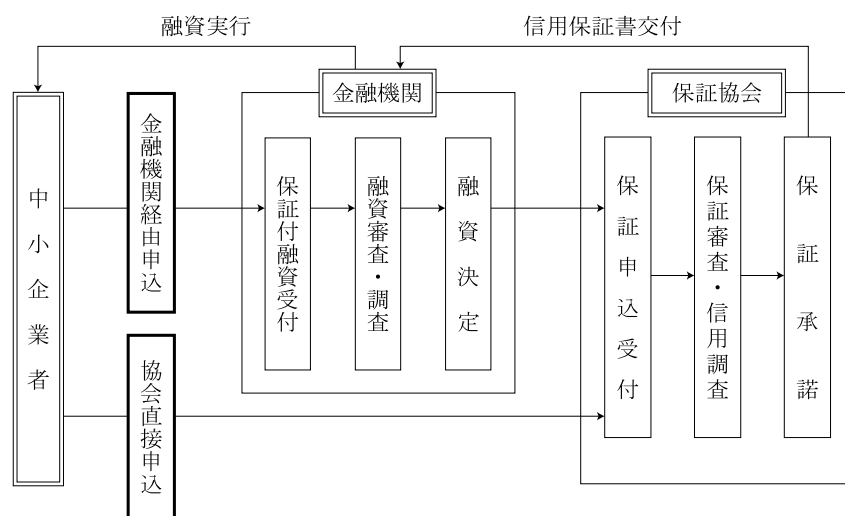 融資実行
信用保証書交付
金融機関
保証協会
中小企業者
金融機関経由申込
保証付融資受付
融資審査・調査
融資決定
保証申込受付
保証審査・信用調査
保証承諾
協会直接申込